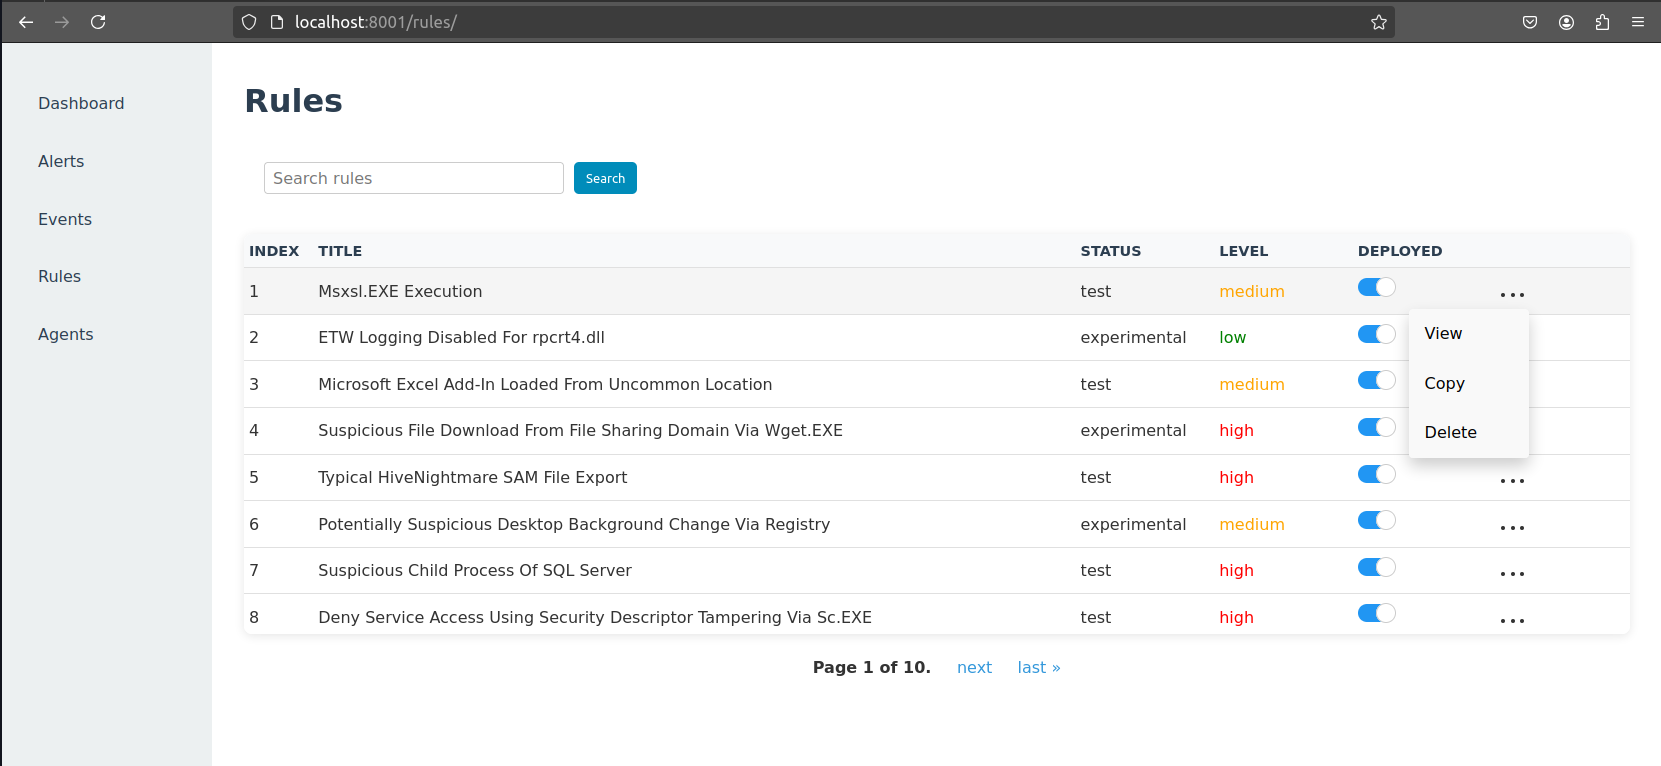 localhost:8001/rules/
Dashboard
Alerts
Events
Rules
Agents
Rules
Search rules Search
INDEX TITLE STATUS LEVEL DEPLOYED
1 Msxsl.EXE Execution test medium ...
2 ETW Logging Disabled For rpcrt4.dll experimental low
3 Microsoft Excel Add-In Loaded From Uncommon Location test medium
4 Suspicious File Download From File Sharing Domain Via Wget.EXE experimental high
5 Typical HiveNightmare SAM File Export test high ...
6 Potentially Suspicious Desktop Background Change Via Registry experimental medium ...
7 Suspicious Child Process Of SQL Server test high ...
8 Deny Service Access Using Security Descriptor Tampering Via Sc.EXE test high ...
View
Copy
Delete
Page 1 of 10. next last »